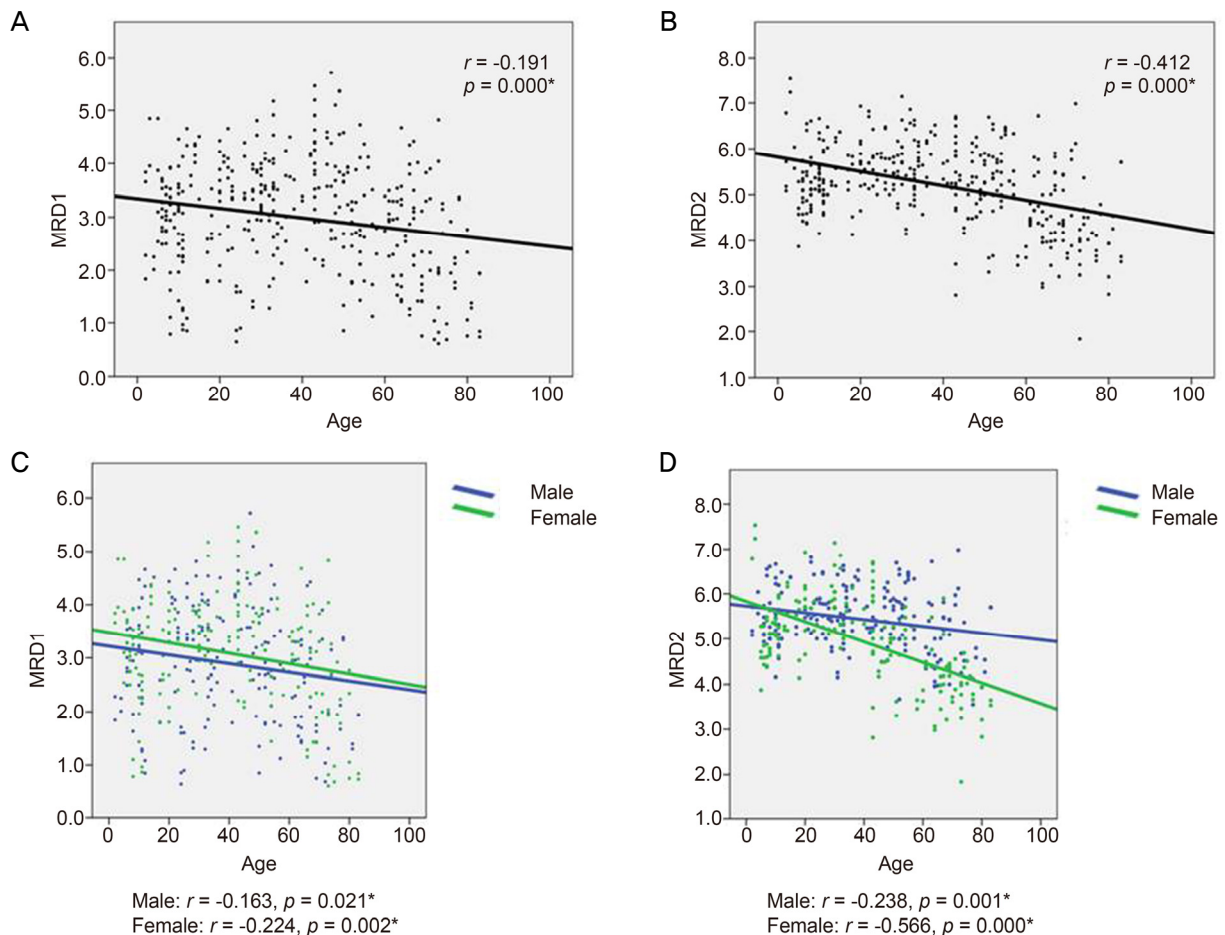 A
r = -0.191
p = 0.000*
6.0
5.0
4.0
3.0
2.0
1.0
0.0
MRD1
0 20 40 60 80 100
Age
B
r = -0.412
p = 0.000*
8.0
7.0
6.0
5.0
4.0
3.0
2.0
1.0
MRD2
0 20 40 60 80 100
Age
C
Male
Female
6.0
5.0
4.0
3.0
2.0
1.0
0.0
MRD1
0 20 40 60 80 100
Age
Male: r = -0.163, p = 0.021*
Female: r = -0.224, p = 0.002*
D
Male
Female
8.0
7.0
6.0
5.0
4.0
3.0
2.0
1.0
MRD2
0 20 40 60 80 100
Age
Male: r = -0.238, p = 0.001*
Female: r = -0.566, p = 0.000*